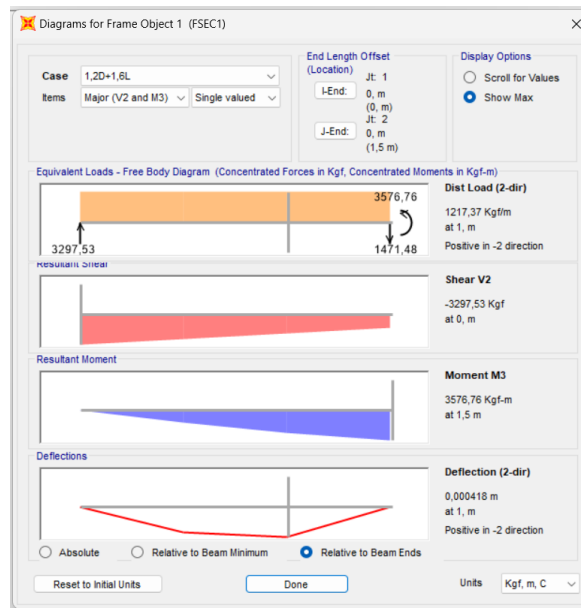 Diagrams for Frame Object 1 (FSEC1)
Case
1,2D+1,6L
Items
Major (V2 and M3)
Single valued
End Length Offset
(Location)
Jt: 1
I-End:
0, m
(0, m)
Jt: 2
J-End:
0, m
(1,5 m)
Display Options
Scroll for Values
Show Max
Equivalent Loads - Free Body Diagram (Concentrated Forces in Kgf, Concentrated Moments in Kgf-m)
3576,76
3297,53
1471,48
Dist Load (2-dir)
1217,37 Kgf/m
at 1, m
Positive in -2 direction
Resultant Shear
Shear V2
-3297,53 Kgf
at 0, m
Resultant Moment
Moment M3
3576,76 Kgf-m
at 1,5 m
Deflections
Deflection (2-dir)
0,000418 m
at 1, m
Positive in -2 direction
Absolute
Relative to Beam Minimum
Relative to Beam Ends
Reset to Initial Units
Done
Units
Kgf, m, C